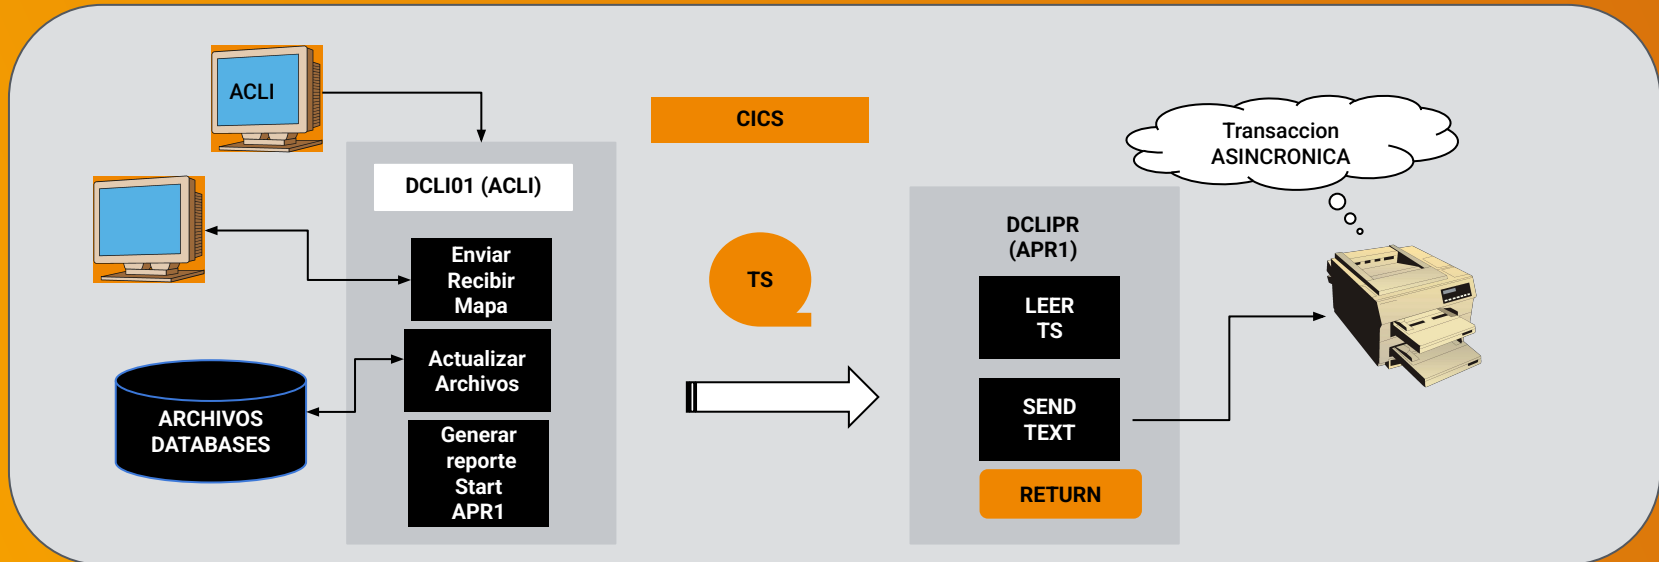 ACLI
DCLI01 (ACLI)
Enviar
Recibir
Mapa
Actualizar
Archivos
Generar
reporte
Start
APR1
ARCHIVOS
DATABASES
CICS
TS
DCLIPR
(APR1)
LEER
TS
SEND
TEXT
RETURN
Transaccion
ASINCRONICA